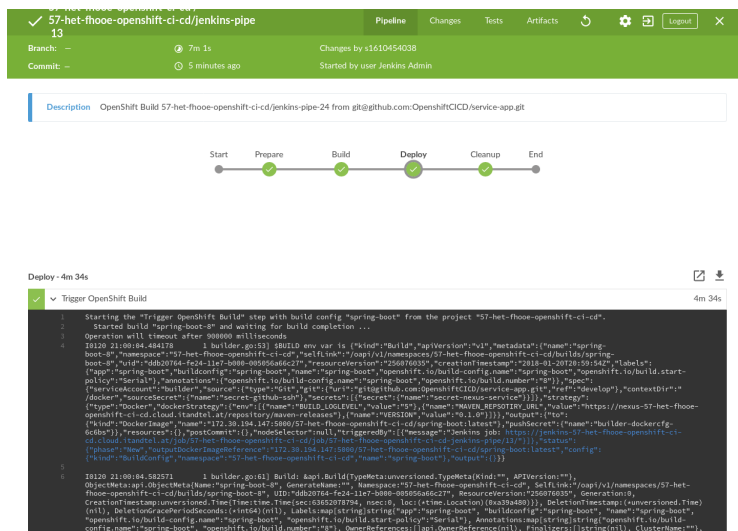 57-het-fhooe-openshift-ci-cd /
57-het-fhooe-openshift-ci-cd/jenkins-pipe
13
Pipeline Changes Tests Artifacts Logout
Branch: — 7m 1s Changes by s1610454038
Commit: — 5 minutes ago Started by user Jenkins Admin
Description OpenShift Build 57-het-fhooe-openshift-ci-cd/jenkins-pipe-24 from git@github.com:OpenshiftCICD/service-app.git
Start Prepare Build Deploy Cleanup End
Deploy - 4m 34s
Trigger OpenShift Build 4m 34s
1 Starting the "Trigger OpenShift Build" step with build config "spring-boot" from the project "57-het-fhooe-openshift-ci-cd".
2 Started build "spring-boot-8" and waiting for build completion ...
3 Operation will timeout after 900000 milliseconds
4 I0120 21:00:04.484178 1 builder.go:53] $BUILD env var is {"kind":"Build","apiVersion":"v1","metadata":{"name":"spring-
boot-8","namespace":"57-het-fhooe-openshift-ci-cd","selfLink":"/oapi/v1/namespaces/57-het-fhooe-openshift-ci-cd/builds/spring-
boot-8","uid":"ddb20764-fe24-11e7-b000-005056a66c27","resourceVersion":"256076035","creationTimestamp":"2018-01-20T20:59:54Z","labels":
{"app":"spring-boot","buildconfig":"spring-boot","name":"spring-boot","openshift.io/build-config.name":"spring-boot","openshift.io/build.start-
policy":"Serial"},"annotations":{"openshift.io/build-config.name":"spring-boot","openshift.io/build.number":"8"}},"spec":
{"serviceAccount":"builder","source":{"type":"Git","git":{"uri":"git@github.com:OpenshiftCICD/service-app.git","ref":"develop"},"contextDir":"
/docker","sourceSecret":{"name":"secret-github-ssh"},"secrets":[{"secret":{"name":"secret-nexus-service"}}]},"strategy":
{"type":"Docker","dockerStrategy":{"env":[{"name":"BUILD_LOGLEVEL","value":"5"},{"name":"MAVEN_REPSOTIRY_URL","value":"https://nexus-57-het-fhooe-
openshift-ci-cd.cloud.itandtel.at/repository/maven-releases"},{"name":"VERSION","value":"0.1.0"}]}},"output":{"to":
{"kind":"DockerImage","name":"172.30.194.147:5000/57-het-fhooe-openshift-ci-cd/spring-boot:latest"},"pushSecret":{"name":"builder-dockercfg-
6c6bs"}},"resources":{},"postCommit":{},"nodeSelector":null,"triggeredBy":[{"message":"Jenkins job: https://jenkins-57-het-fhooe-openshift-ci-
cd.cloud.itandtel.at/job/57-het-fhooe-openshift-ci-cd/job/57-het-fhooe-openshift-ci-cd-jenkins-pipe/13/"}]},"status":
{"phase":"New","outputDockerImageReference":"172.30.194.147:5000/57-het-fhooe-openshift-ci-cd/spring-boot:latest","config":
{"kind":"BuildConfig","namespace":"57-het-fhooe-openshift-ci-cd","name":"spring-boot"},"output":{}}}
5
6 I0120 21:00:04.582571 1 builder.go:61] Build: &api.Build{TypeMeta:unversioned.TypeMeta{Kind:"", APIVersion:""},
ObjectMeta:api.ObjectMeta{Name:"spring-boot-8", GenerateName:"", Namespace:"57-het-fhooe-openshift-ci-cd", SelfLink:"/oapi/v1/namespaces/57-het-
fhooe-openshift-ci-cd/builds/spring-boot-8", UID:"ddb20764-fe24-11e7-b000-005056a66c27", ResourceVersion:"256076035", Generation:0,
CreationTimestamp:unversioned.Time{Time:time.Time{sec:63652078794, nsec:0, loc:(*time.Location)(0xa39a480)}}, DeletionTimestamp:(*unversioned.Time)
(nil), DeletionGracePeriodSeconds:(*int64)(nil), Labels:map[string]string{"app":"spring-boot", "buildconfig":"spring-boot", "name":"spring-boot",
"openshift.io/build-config.name":"spring-boot", "openshift.io/build.start-policy":"Serial"}, Annotations:map[string]string{"openshift.io/build-
config.name":"spring-boot", "openshift.io/build.number":"8"}, OwnerReferences:[]api.OwnerReference(nil), Finalizers:[]string(nil), ClusterName:""},